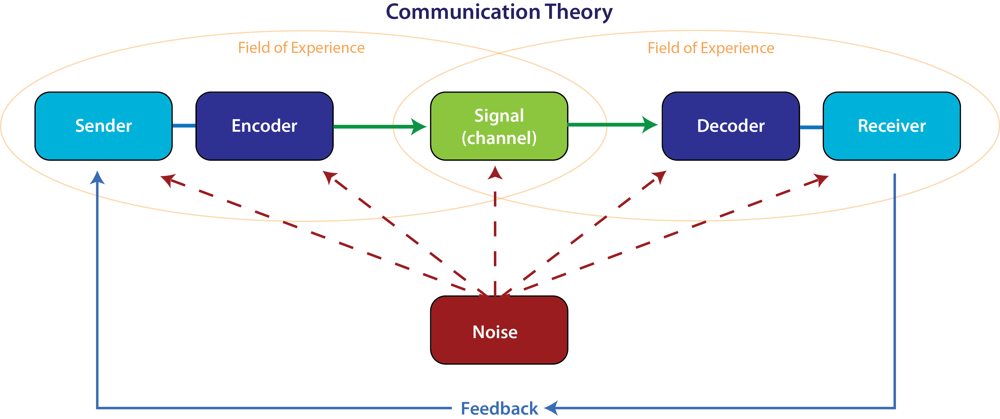 Communication Theory
Field of Experience
Field of Experience
Sender
Encoder
Signal
(channel)
Decoder
Receiver
Noise
Feedback